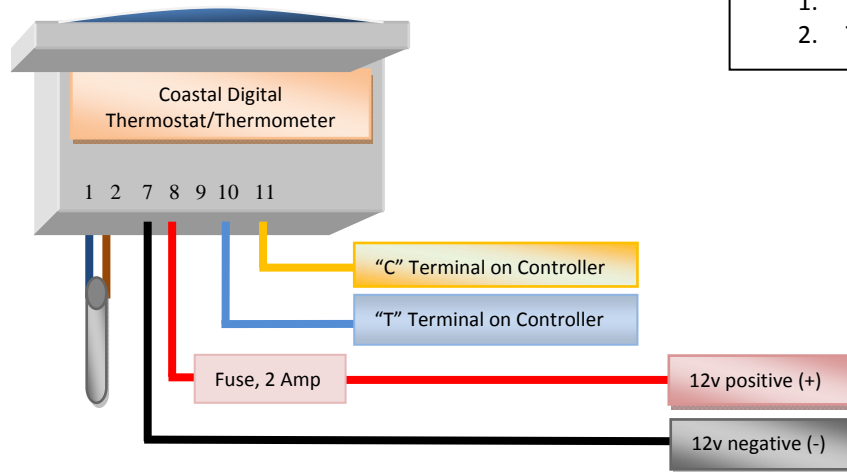 1.
2.
Coastal Digital
Thermostat/Thermometer
1 2 7 8 9 10 11
“C” Terminal on Controller
“T” Terminal on Controller
Fuse, 2 Amp
12v positive (+)
12v negative (-)